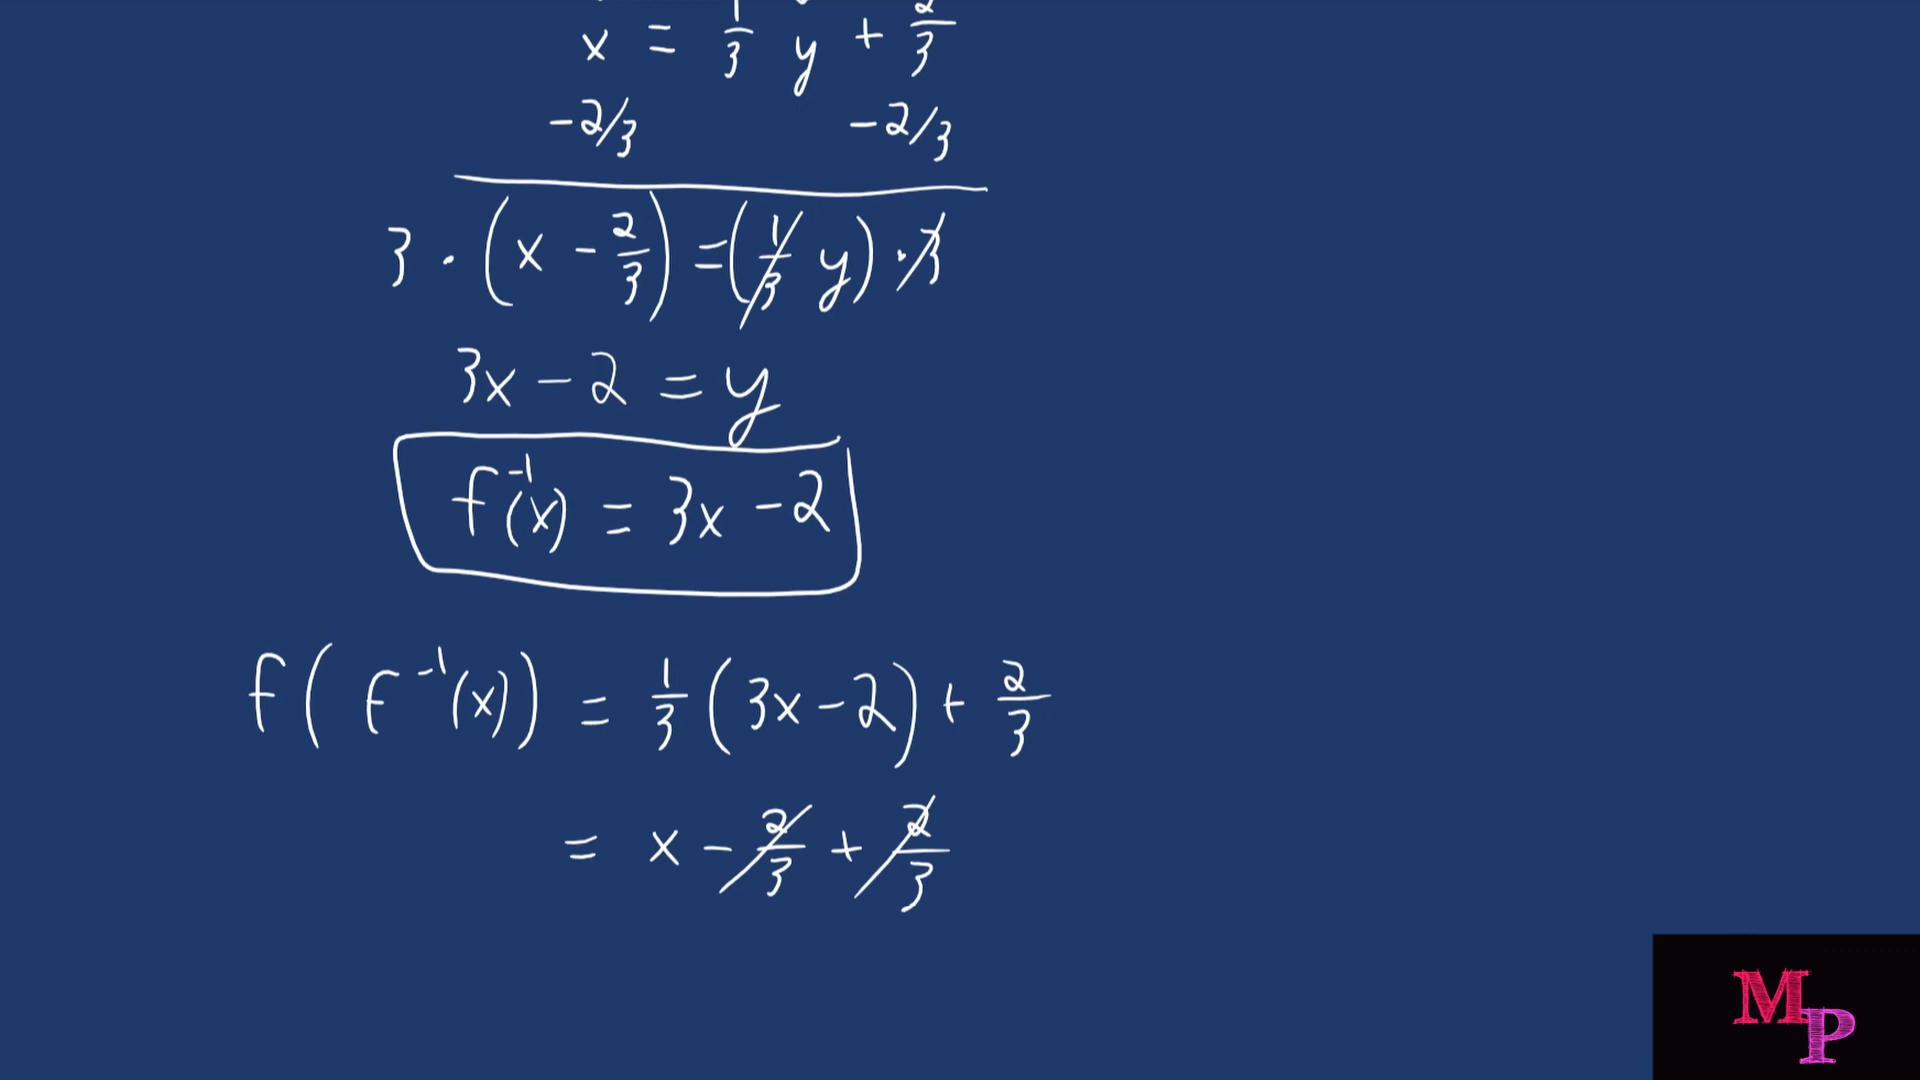 x = 1/3 y + 2/3
-2/3 -2/3
3 · (x - 2/3) = (1/3 y) · 3
3x - 2 = y
f⁻¹(x) = 3x - 2
f(f⁻¹(x)) = 1/3 (3x - 2) + 2/3
= x - 2/3 + 2/3
MP